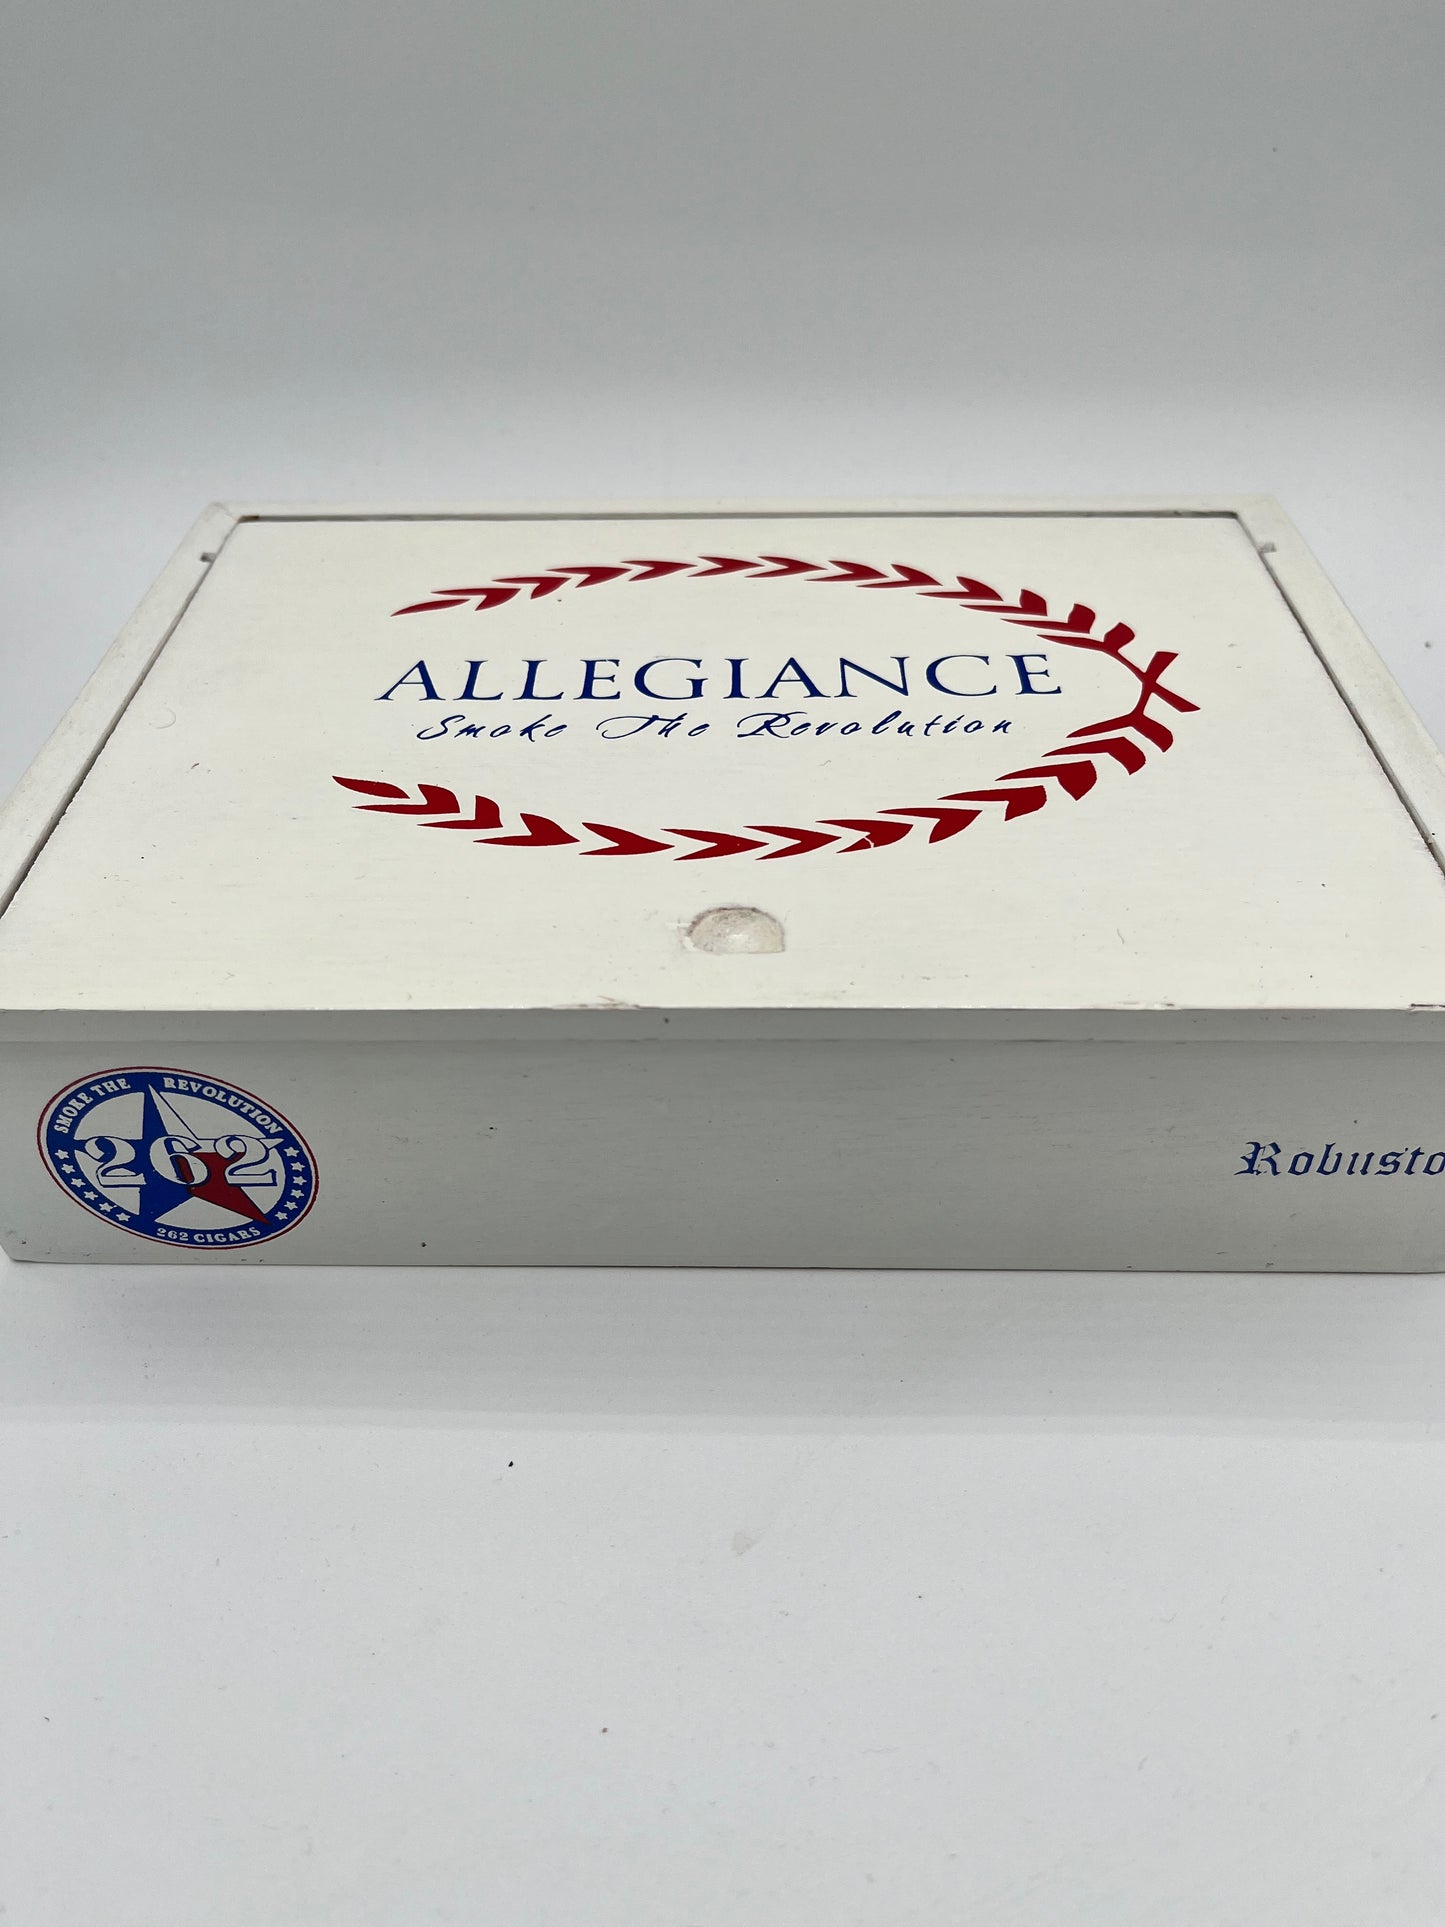 ALLEGIANCE
Smoke The Revolution
SMOKE THE REVOLUTION
262
262 CIGARS
Robusto